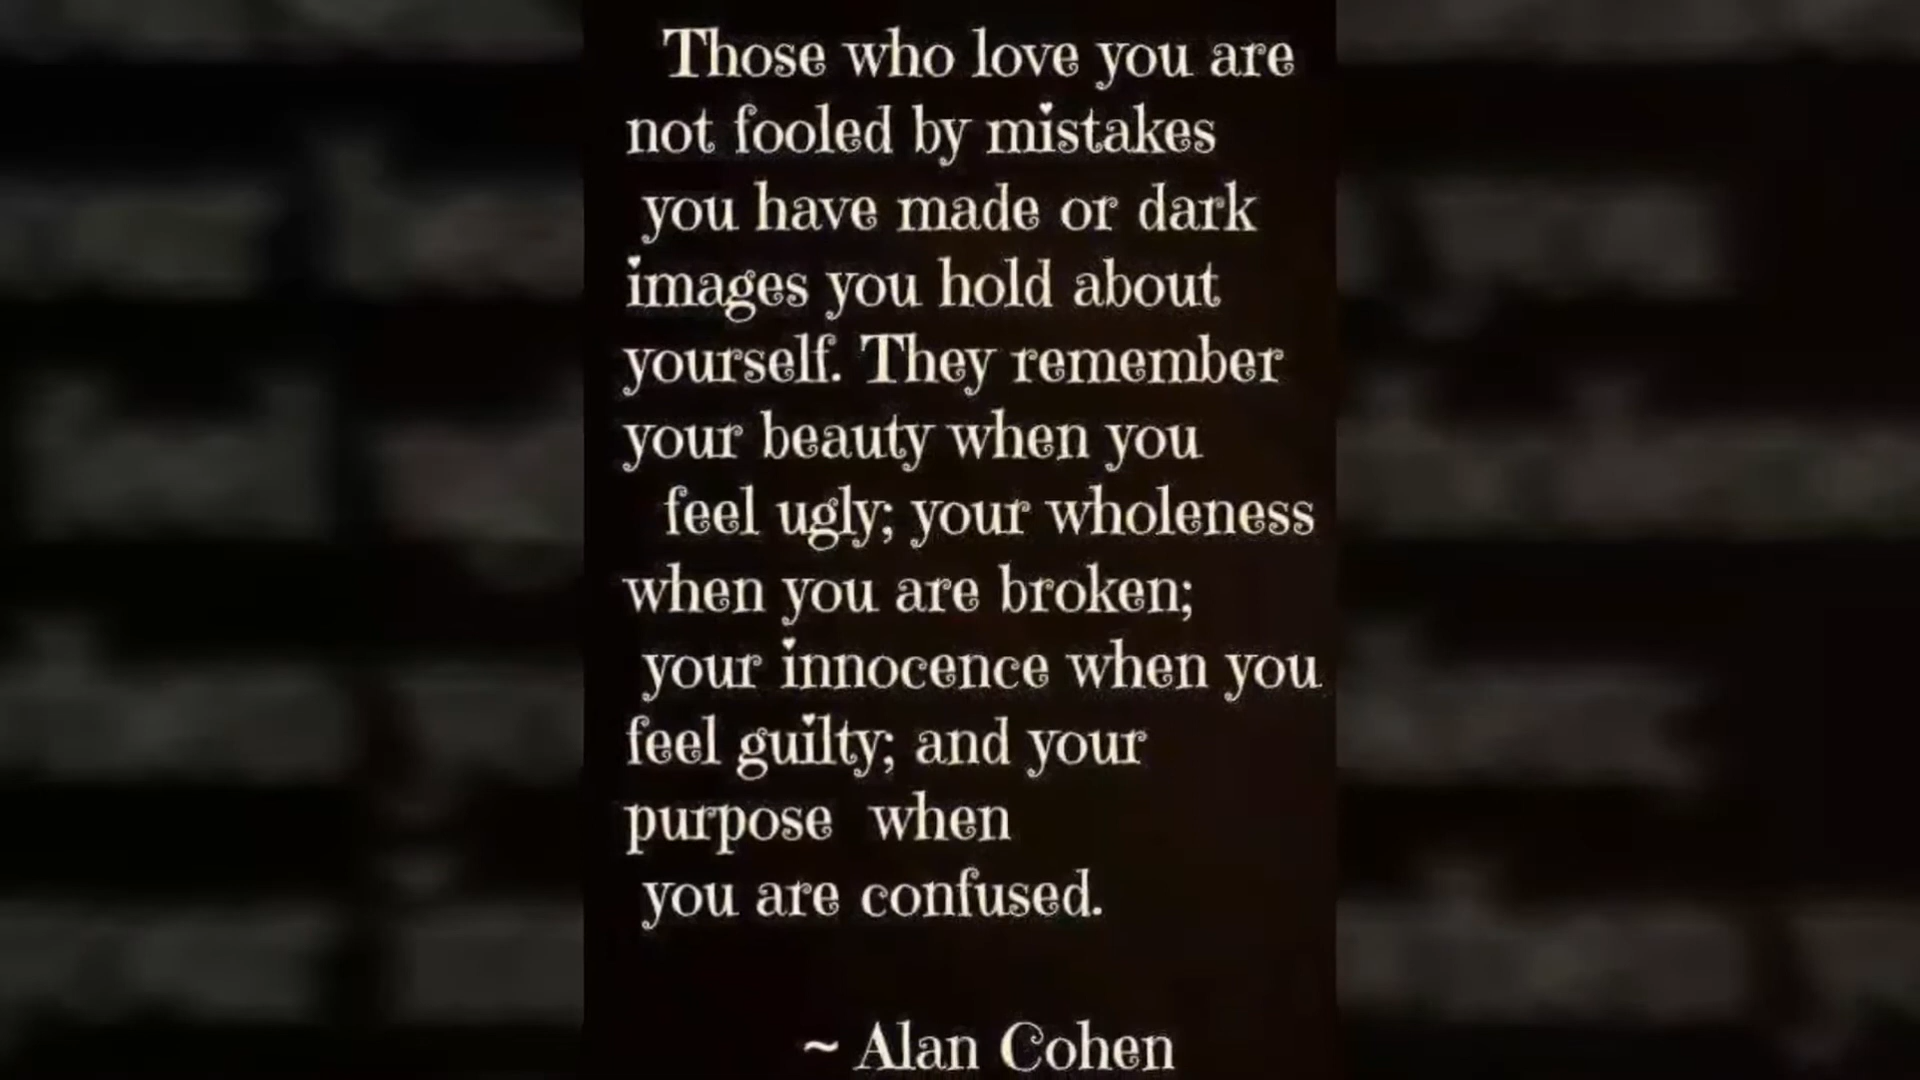 Those who love you are
not fooled by mistakes
you have made or dark
images you hold about
yourself. They remember
your beauty when you
feel ugly; your wholeness
when you are broken;
your innocence when you
feel guilty; and your
purpose when
you are confused.
~ Alan Cohen